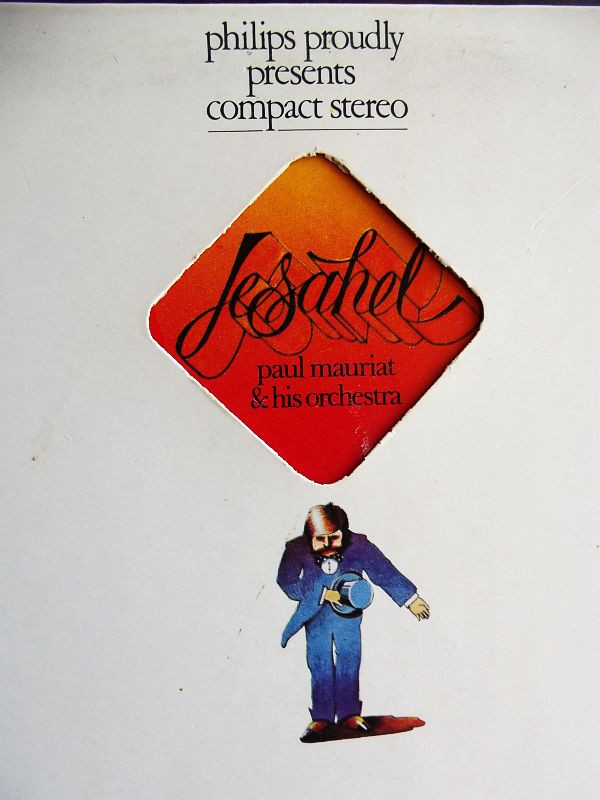 philips proudly
presents
compact stereo
Jesahel
paul mauriat
& his orchestra